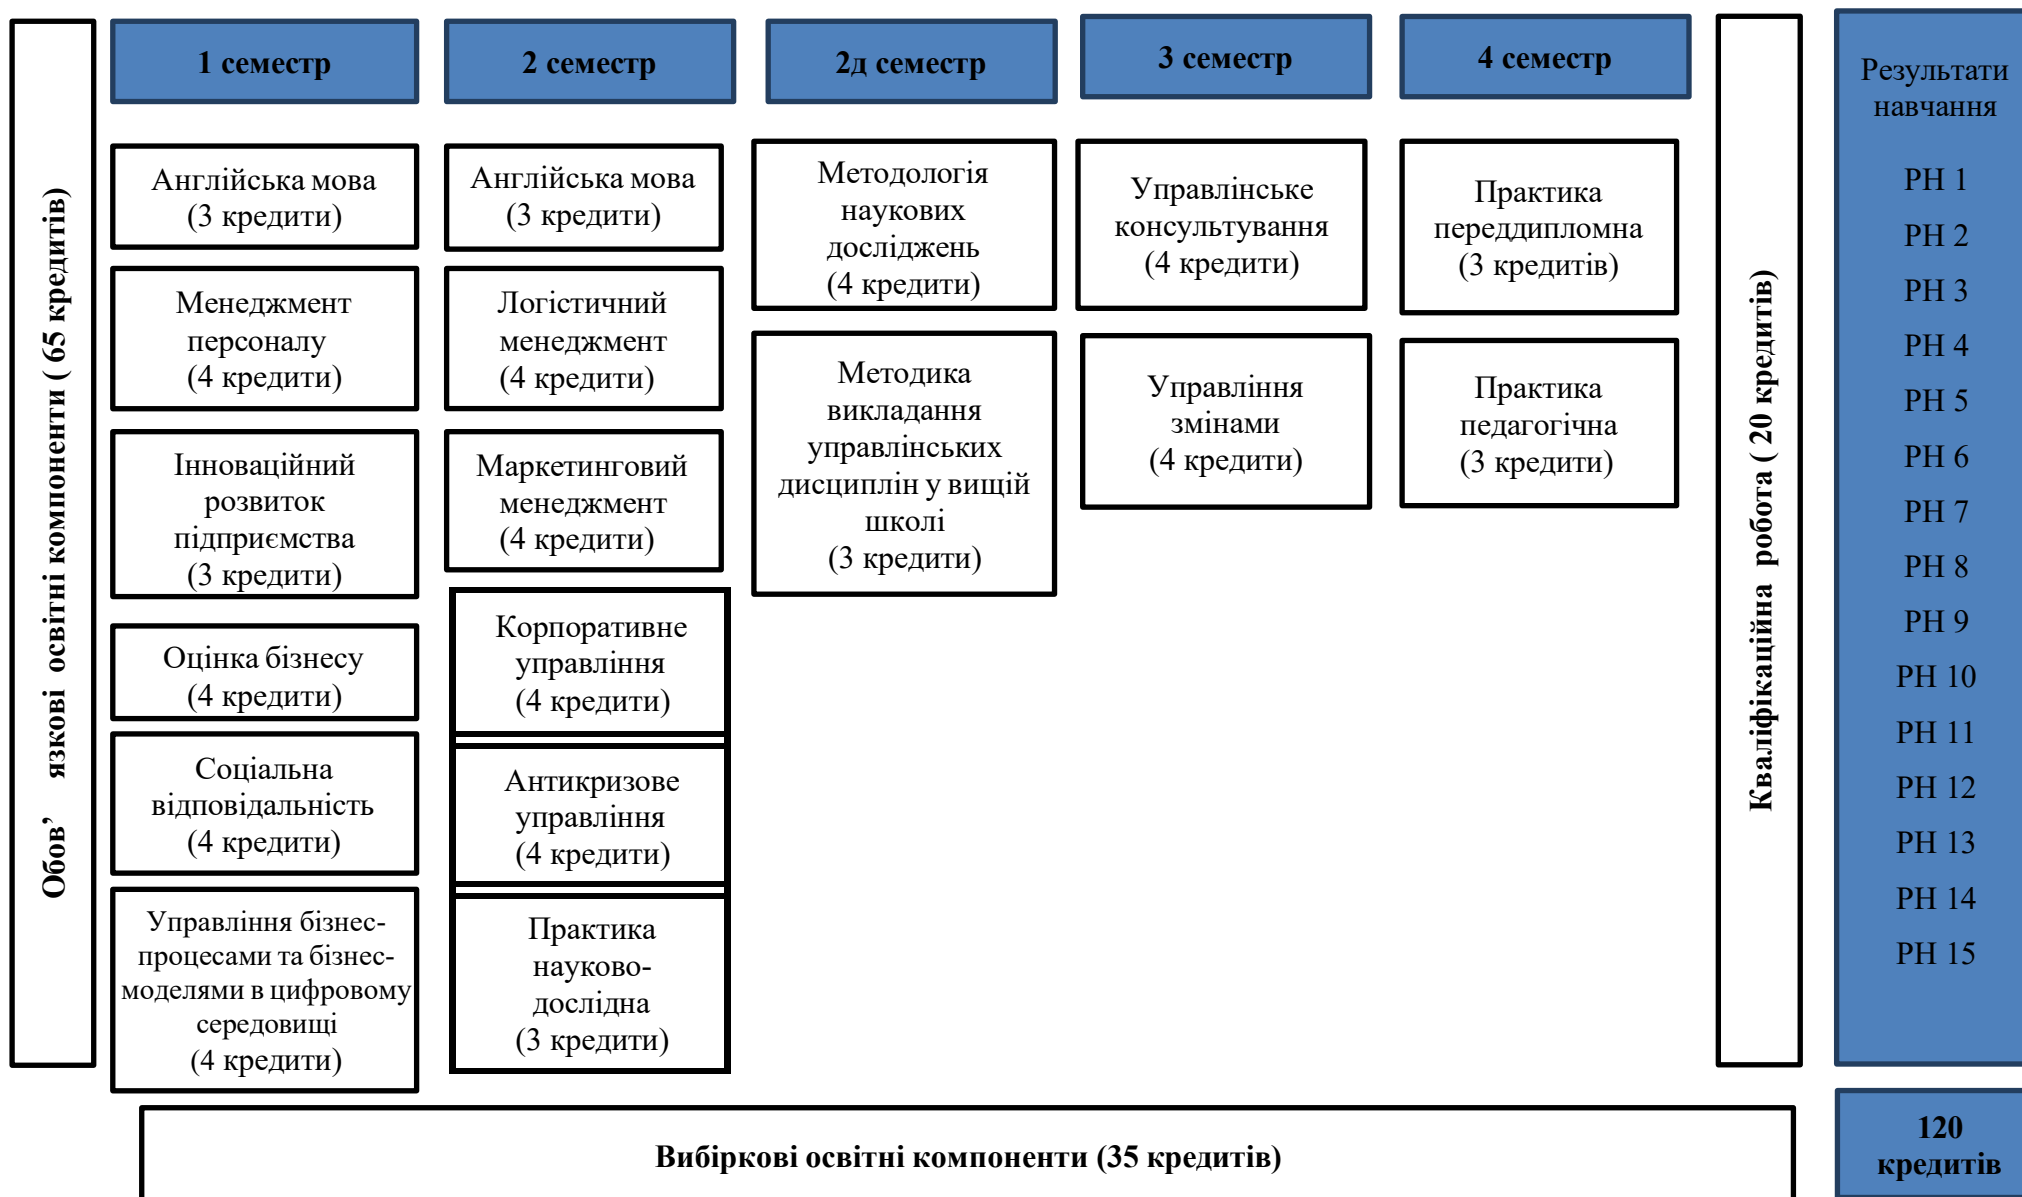 Обов’ язкові освітні компоненти ( 65 кредитів)
1 семестр
Англійська мова
(3 кредити)
Менеджмент
персоналу
(4 кредити)
Інноваційний
розвиток
підприємства
(3 кредити)
Оцінка бізнесу
(4 кредити)
Соціальна
відповідальність
(4 кредити)
Управління бізнес-
процесами та бізнес-
моделями в цифровому
середовищі
(4 кредити)
2 семестр
Англійська мова
(3 кредити)
Логістичний
менеджмент
(4 кредити)
Маркетинговий
менеджмент
(4 кредити)
Корпоративне
управління
(4 кредити)
Антикризове
управління
(4 кредити)
Практика
науково-
дослідна
(3 кредити)
2д семестр
Методологія
наукових
досліджень
(4 кредити)
Методика
викладання
управлінських
дисциплін у вищій
школі
(3 кредити)
3 семестр
Управлінське
консультування
(4 кредити)
Управління
змінами
(4 кредити)
4 семестр
Практика
переддипломна
(3 кредитів)
Практика
педагогічна
(3 кредити)
Кваліфікаційна робота ( 20 кредитів)
Результати
навчання
РН 1
РН 2
РН 3
РН 4
РН 5
РН 6
РН 7
РН 8
РН 9
РН 10
РН 11
РН 12
РН 13
РН 14
РН 15
Вибіркові освітні компоненти (35 кредитів)
120
кредитів